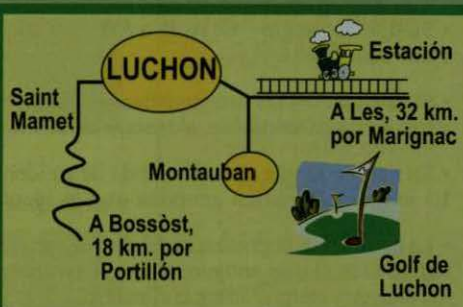 LUCHON
Estación
Saint
Mamet
A Les, 32 km.
por Marignac
Montauban
A Bossòst,
18 km. por
Portillón
Golf de
Luchon